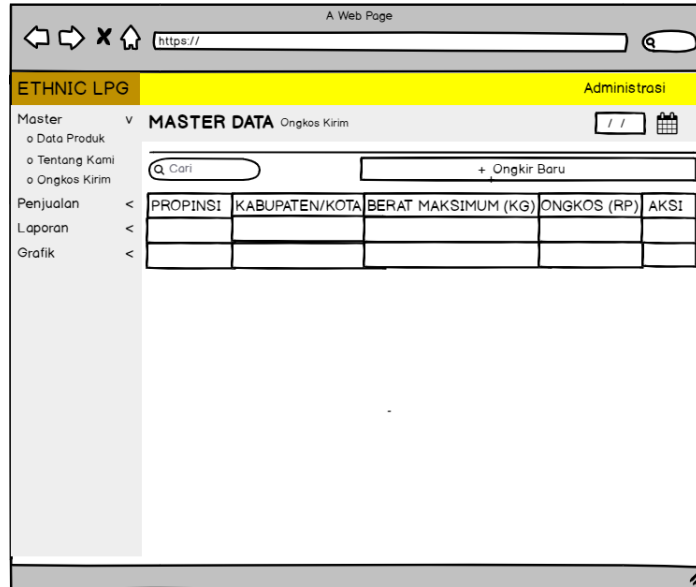 A Web Page
https://
ETHNIC LPG
Administrasi
Master v
o Data Produk
o Tentang Kami
o Ongkos Kirim
Penjualan <
Laporan <
Grafik <
MASTER DATA Ongkos Kirim
/ /
Cari
+ Ongkir Baru
PROPINSI KABUPATEN/KOTA BERAT MAKSIMUM (KG) ONGKOS (RP) AKSI